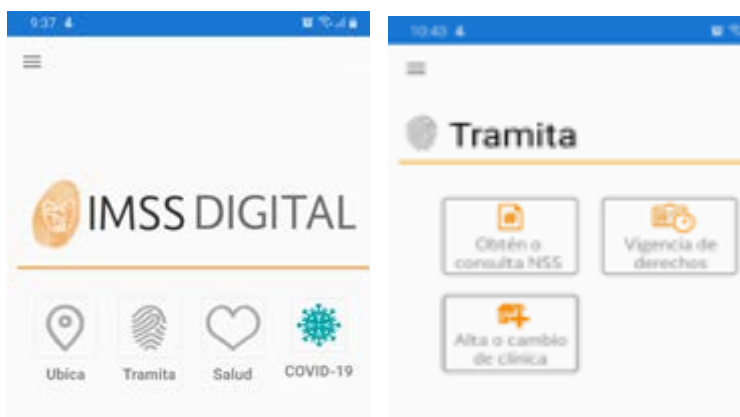 9:37
IMSS DIGITAL
Ubica
Tramita
Salud
COVID-19
10:43
Tramita
Obtén o
consulta NSS
Vigencia de
derechos
Alta o cambio
de clínica